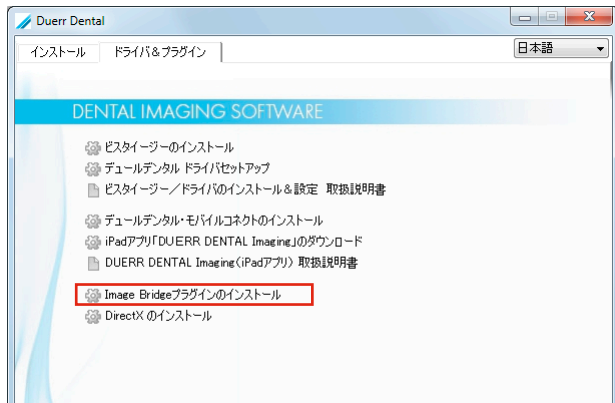 Duerr Dental
インストール ドライバ&プラグイン 日本語
DENTAL IMAGING SOFTWARE
ビスタイージーのインストール
デュールデンタル ドライバセットアップ
ビスタイージー/ドライバのインストール&設定 取扱説明書
デュールデンタル・モバイルコネクトのインストール
iPadアプリ「DUERR DENTAL Imaging」のダウンロード
DUERR DENTAL Imaging(iPadアプリ) 取扱説明書
Image Bridgeプラグインのインストール
DirectX のインストール